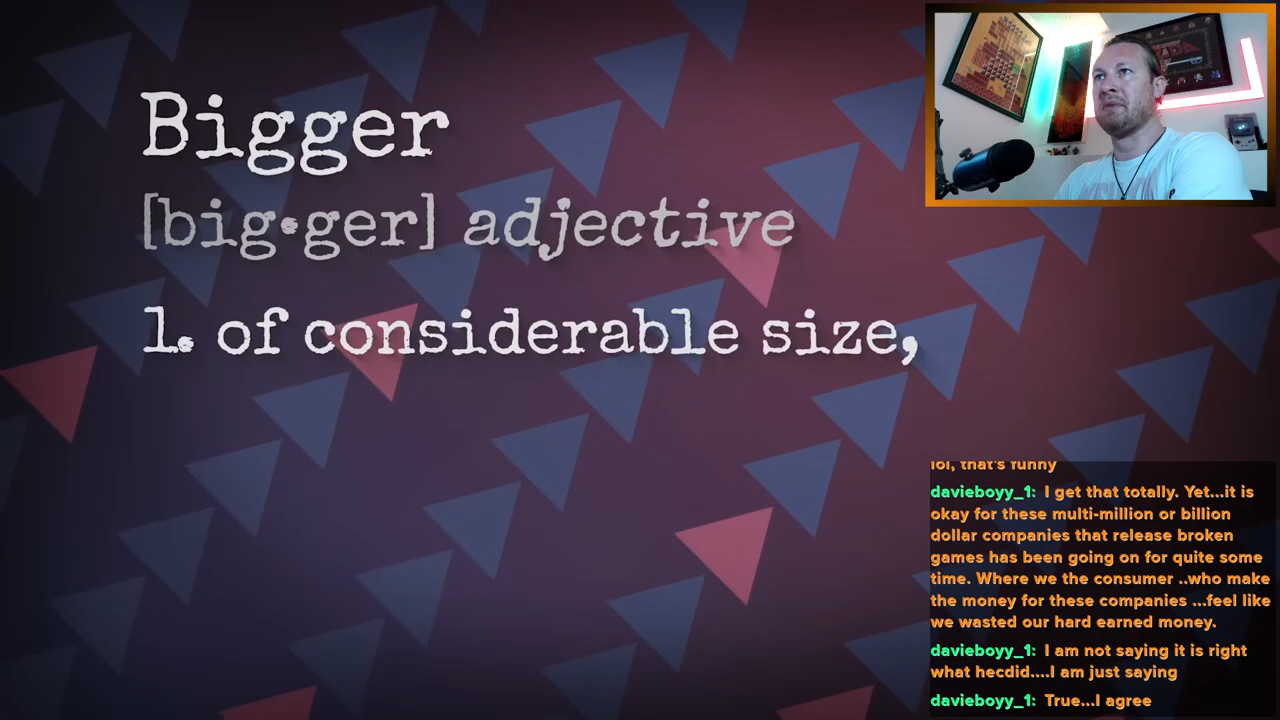 Bigger
[big•ger] adjective
1. of considerable size,
lol, that's funny
davieboyy_1: I get that totally. Yet...it is
okay for these multi-million or billion
dollar companies that release broken
games has been going on for quite some
time. Where we the consumer ..who make
the money for these companies ...feel like
we wasted our hard earned money.
davieboyy_1: I am not saying it is right
what hecdid....I am just saying
davieboyy_1: True...I agree